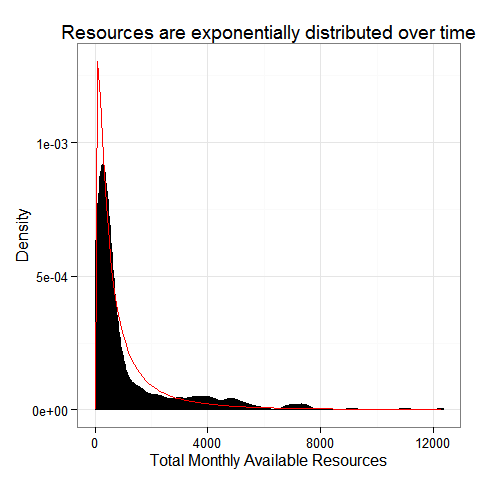 Resources are exponentially distributed over time
Density
1e-03
5e-04
0e+00
0 4000 8000 12000
Total Monthly Available Resources